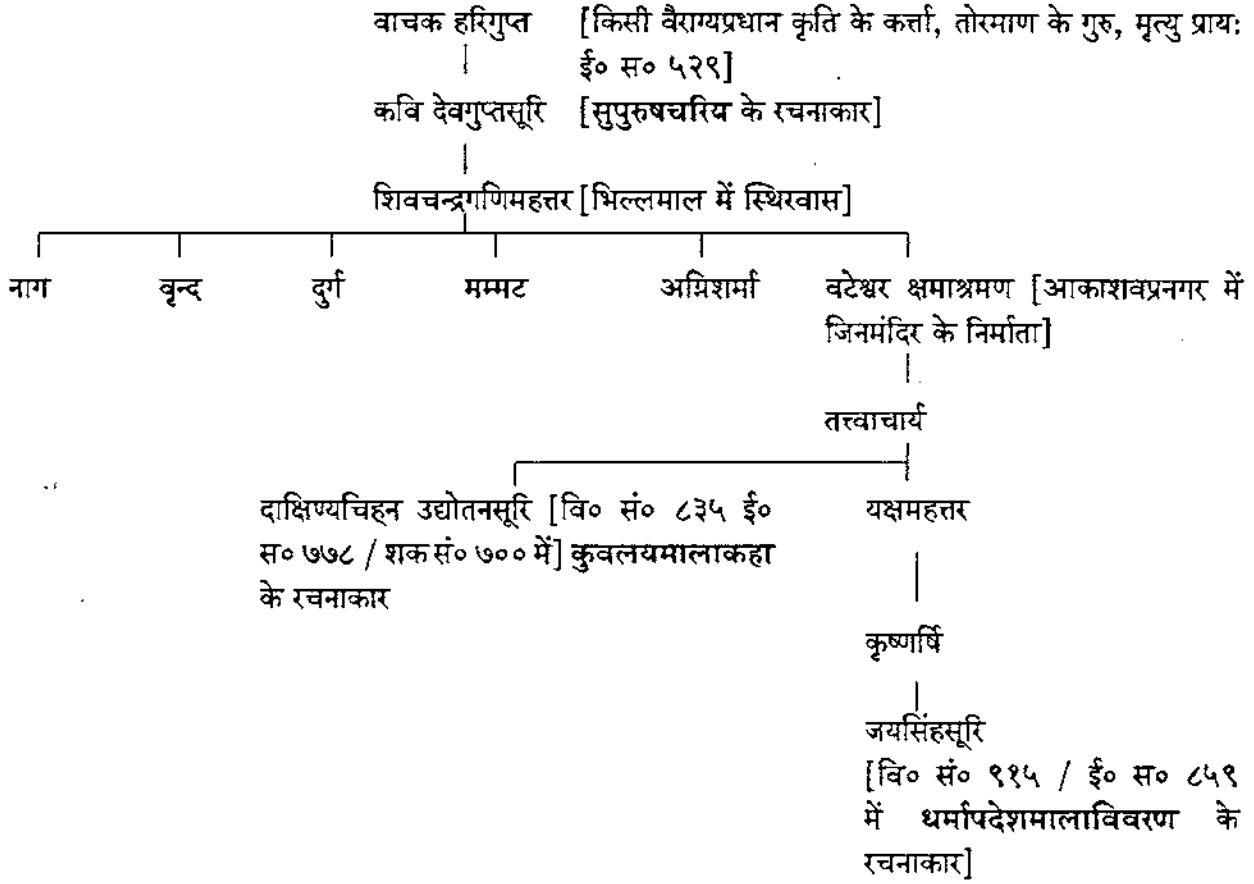 वाचक हरिगुप्त [किसी वैराग्यप्रधान कृति के कर्त्ता, तोरमाण के गुरु, मृत्यु प्रायः
ई० स० ५२९]
कवि देवगुप्तसूरि [सुपुरुषचरिय के रचनाकार]
शिवचन्द्रगणिमहत्तर [भिल्लमाल में स्थिरवास]
नाग वृन्द दुर्ग मम्मट अग्निशर्मा वटेश्वर क्षमाश्रमण [आकाशवप्रनगर में
जिनमंदिर के निर्माता]
तत्त्वाचार्य
दाक्षिण्यचिह्न उद्योतनसूरि [वि० सं० ८३५ ई०
स० ७७८ / शक सं० ७०० में] कुवलयमालाकहा
के रचनाकार
यक्षमहत्तर
कृष्णर्षि
जयसिंहसूरि
[वि० सं० ९१५ / ई० स० ८५९
में धर्मापदेशमालाविवरण के
रचनाकार]